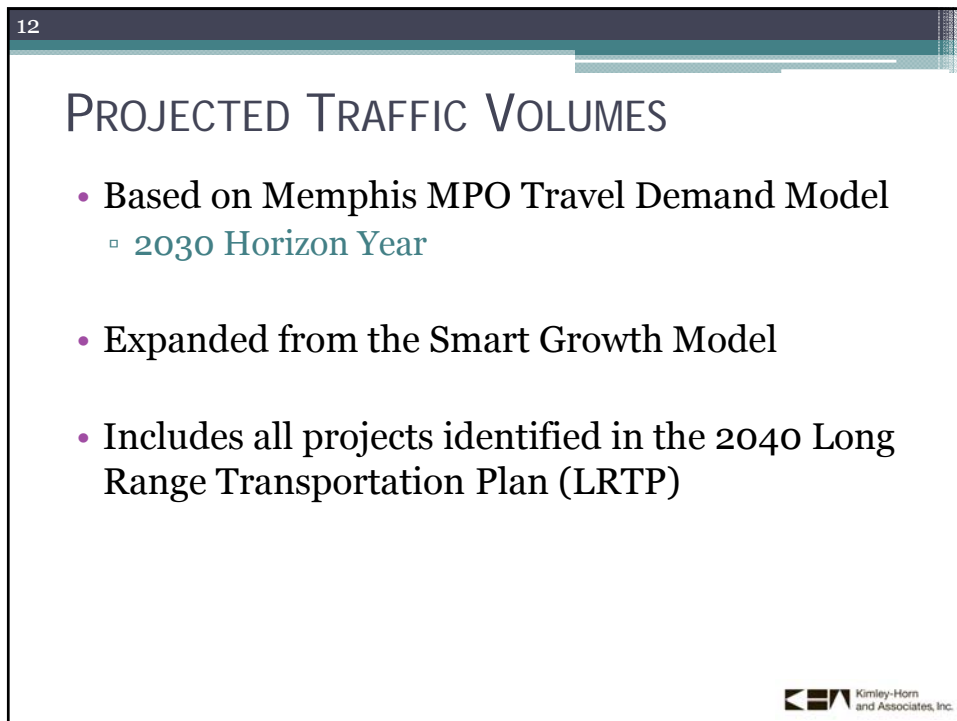 12
PROJECTED TRAFFIC VOLUMES
• Based on Memphis MPO Travel Demand Model
▫ 2030 Horizon Year
• Expanded from the Smart Growth Model
• Includes all projects identified in the 2040 Long
Range Transportation Plan (LRTP)
Kimley-Horn
and Associates, Inc.